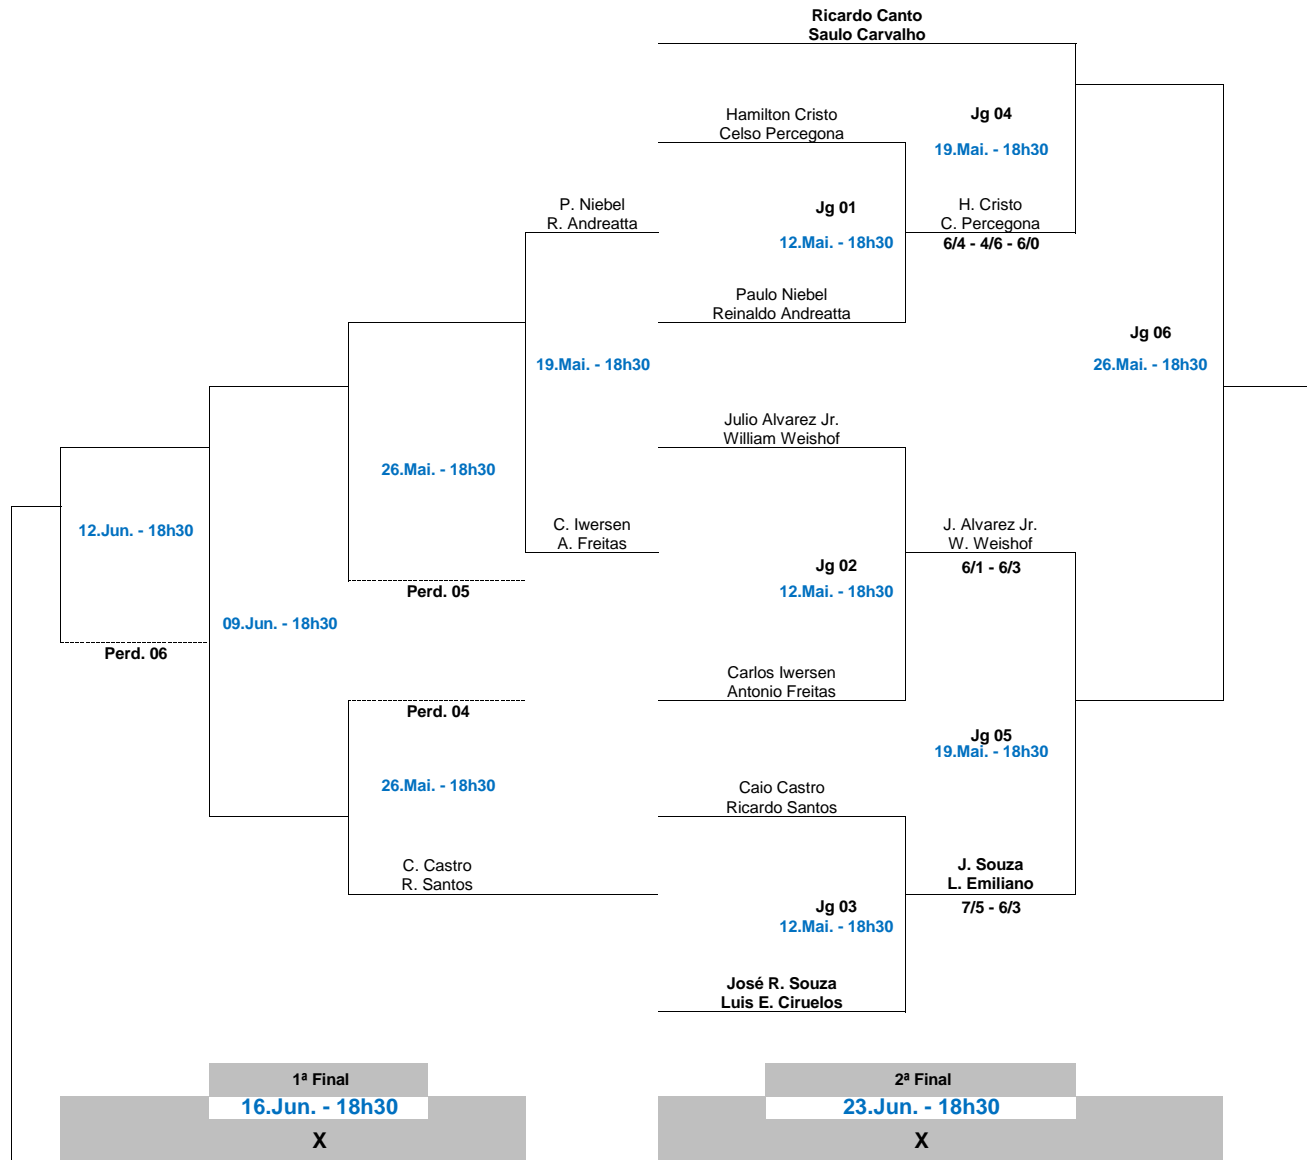 Ricardo Canto
Saulo Carvalho
Hamilton Cristo
Celso Percegona
Jg 04
19.Mai. - 18h30
P. Niebel
R. Andreatta
Jg 01
12.Mai. - 18h30
H. Cristo
C. Percegona
6/4 - 4/6 - 6/0
Paulo Niebel
Reinaldo Andreatta
Jg 06
26.Mai. - 18h30
19.Mai. - 18h30
Julio Alvarez Jr.
William Weishof
26.Mai. - 18h30
12.Jun. - 18h30
C. Iwersen
A. Freitas
J. Alvarez Jr.
W. Weishof
6/1 - 6/3
Jg 02
12.Mai. - 18h30
Perd. 05
09.Jun. - 18h30
Perd. 06
Carlos Iwersen
Antonio Freitas
Perd. 04
Jg 05
19.Mai. - 18h30
26.Mai. - 18h30
Caio Castro
Ricardo Santos
C. Castro
R. Santos
J. Souza
L. Emiliano
7/5 - 6/3
Jg 03
12.Mai. - 18h30
José R. Souza
Luis E. Ciruelos
1ª Final
16.Jun. - 18h30
X
2ª Final
23.Jun. - 18h30
X